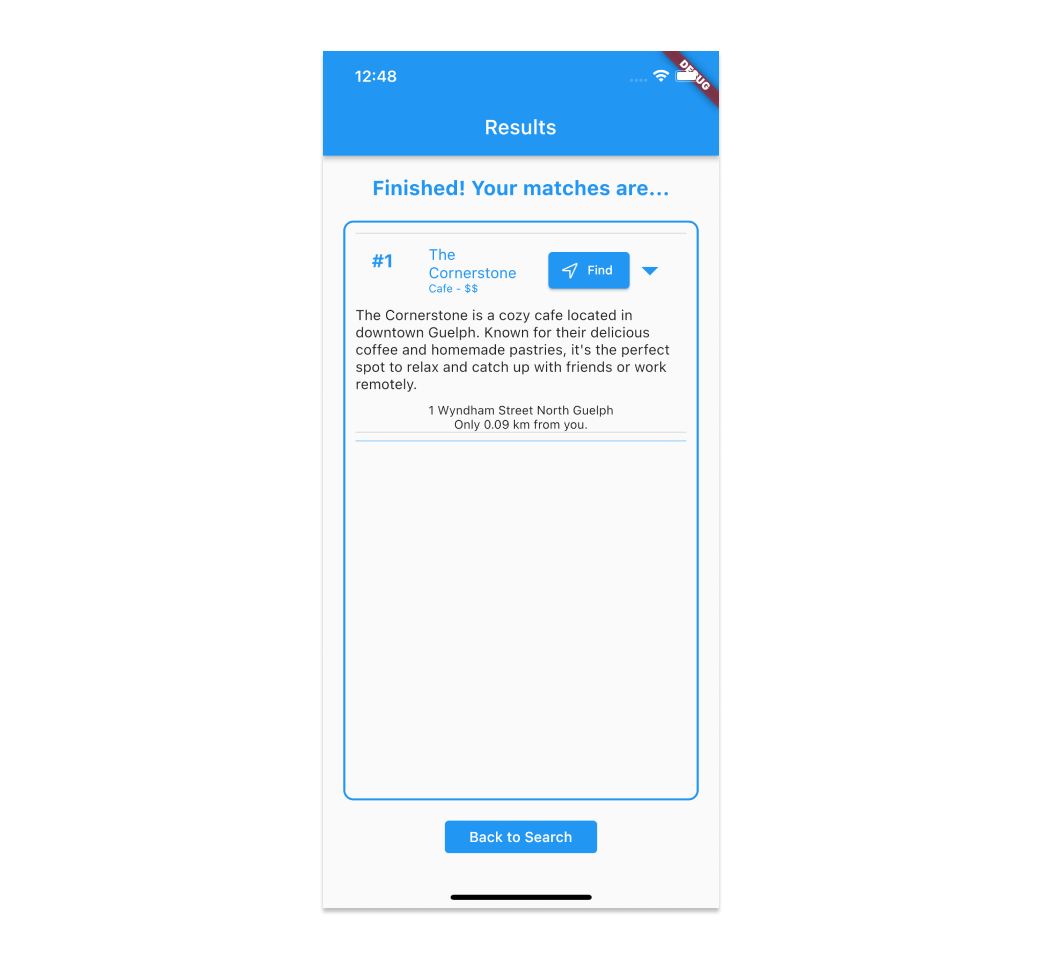 12:48
DEBUG
Results
Finished! Your matches are...
#1
The
Cornerstone
Cafe - $$
Find
The Cornerstone is a cozy cafe located in
downtown Guelph. Known for their delicious
coffee and homemade pastries, it's the perfect
spot to relax and catch up with friends or work
remotely.
1 Wyndham Street North Guelph
Only 0.09 km from you.
Back to Search